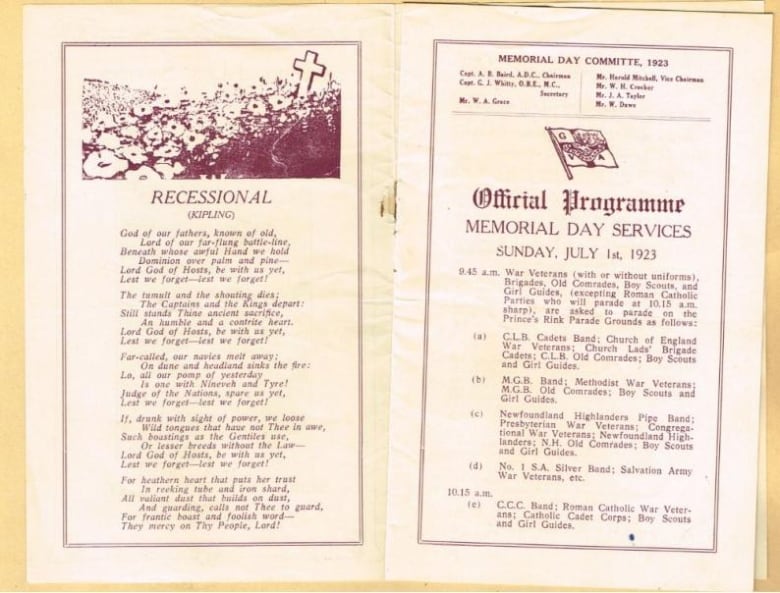 RECESSIONAL
(KIPLING)
God of our fathers, known of old,
Lord of our far-flung battle-line,
Beneath whose awful Hand we hold
Dominion over palm and pine—
Lord God of Hosts, be with us yet,
Lest we forget—lest we forget!
The tumult and the shouting dies;
The Captains and the Kings depart:
Still stands Thine ancient sacrifice,
An humble and a contrite heart.
Lord God of Hosts, be with us yet,
Lest we forget—lest we forget!
Far-called, our navies melt away;
On dune and headland sinks the fire:
Lo, all our pomp of yesterday
Is one with Nineveh and Tyre!
Judge of the Nations, spare us yet,
Lest we forget—lest we forget!
If, drunk with sight of power, we loose
Wild tongues that have not Thee in awe,
Such boastings as the Gentiles use,
Or lesser breeds without the Law—
Lord God of Hosts, be with us yet,
Lest we forget—lest we forget!
For heathern heart that puts her trust
In reeking tube and iron shard,
All valiant dust that builds on dust,
And guarding, calls not Thee to guard,
For frantic boast and foolish word—
They mercy on Thy People, Lord!
MEMORIAL DAY COMMITTE, 1923
Capt. A. B. Baird, A.D.C., Chairman
Capt. G. J. Whitty, O.B.E., M.C.,
Secretary
Mr. W. A. Grace
Mr. Harold Mitchell, Vice Chairman
Mr. W. H. Crocker
Mr. J. A. Taylor
Mr. W. Dawe
G W
V A
Official Programme
MEMORIAL DAY SERVICES
SUNDAY, JULY 1st, 1923
9.45 a.m. War Veterans (with or without uniforms),
Brigades, Old Comrades, Boy Scouts, and
Girl Guides, (excepting Roman Catholic
Parties who will parade at 10.15 a.m.
sharp), are asked to parade on the
Prince's Rink Parade Grounds as follows:
(a) C.L.B. Cadets Band; Church of England
War Veterans; Church Lads' Brigade
Cadets; C.L.B. Old Comrades; Boy Scouts
and Girl Guides.
(b) M.G.B. Band; Methodist War Veterans;
M.G.B. Old Comrades; Boy Scouts and
Girl Guides.
(c) Newfoundland Highlanders Pipe Band;
Presbyterian War Veterans; Congrega-
tional War Veterans; Newfoundland High-
landers; N.H. Old Comrades; Boy Scouts
and Girl Guides.
(d) No. 1 S.A. Silver Band; Salvation Army
War Veterans, etc.
10.15 a.m.
(e) C.C.C. Band; Roman Catholic War Veter-
ans; Catholic Cadet Corps; Boy Scouts
and Girl Guides.